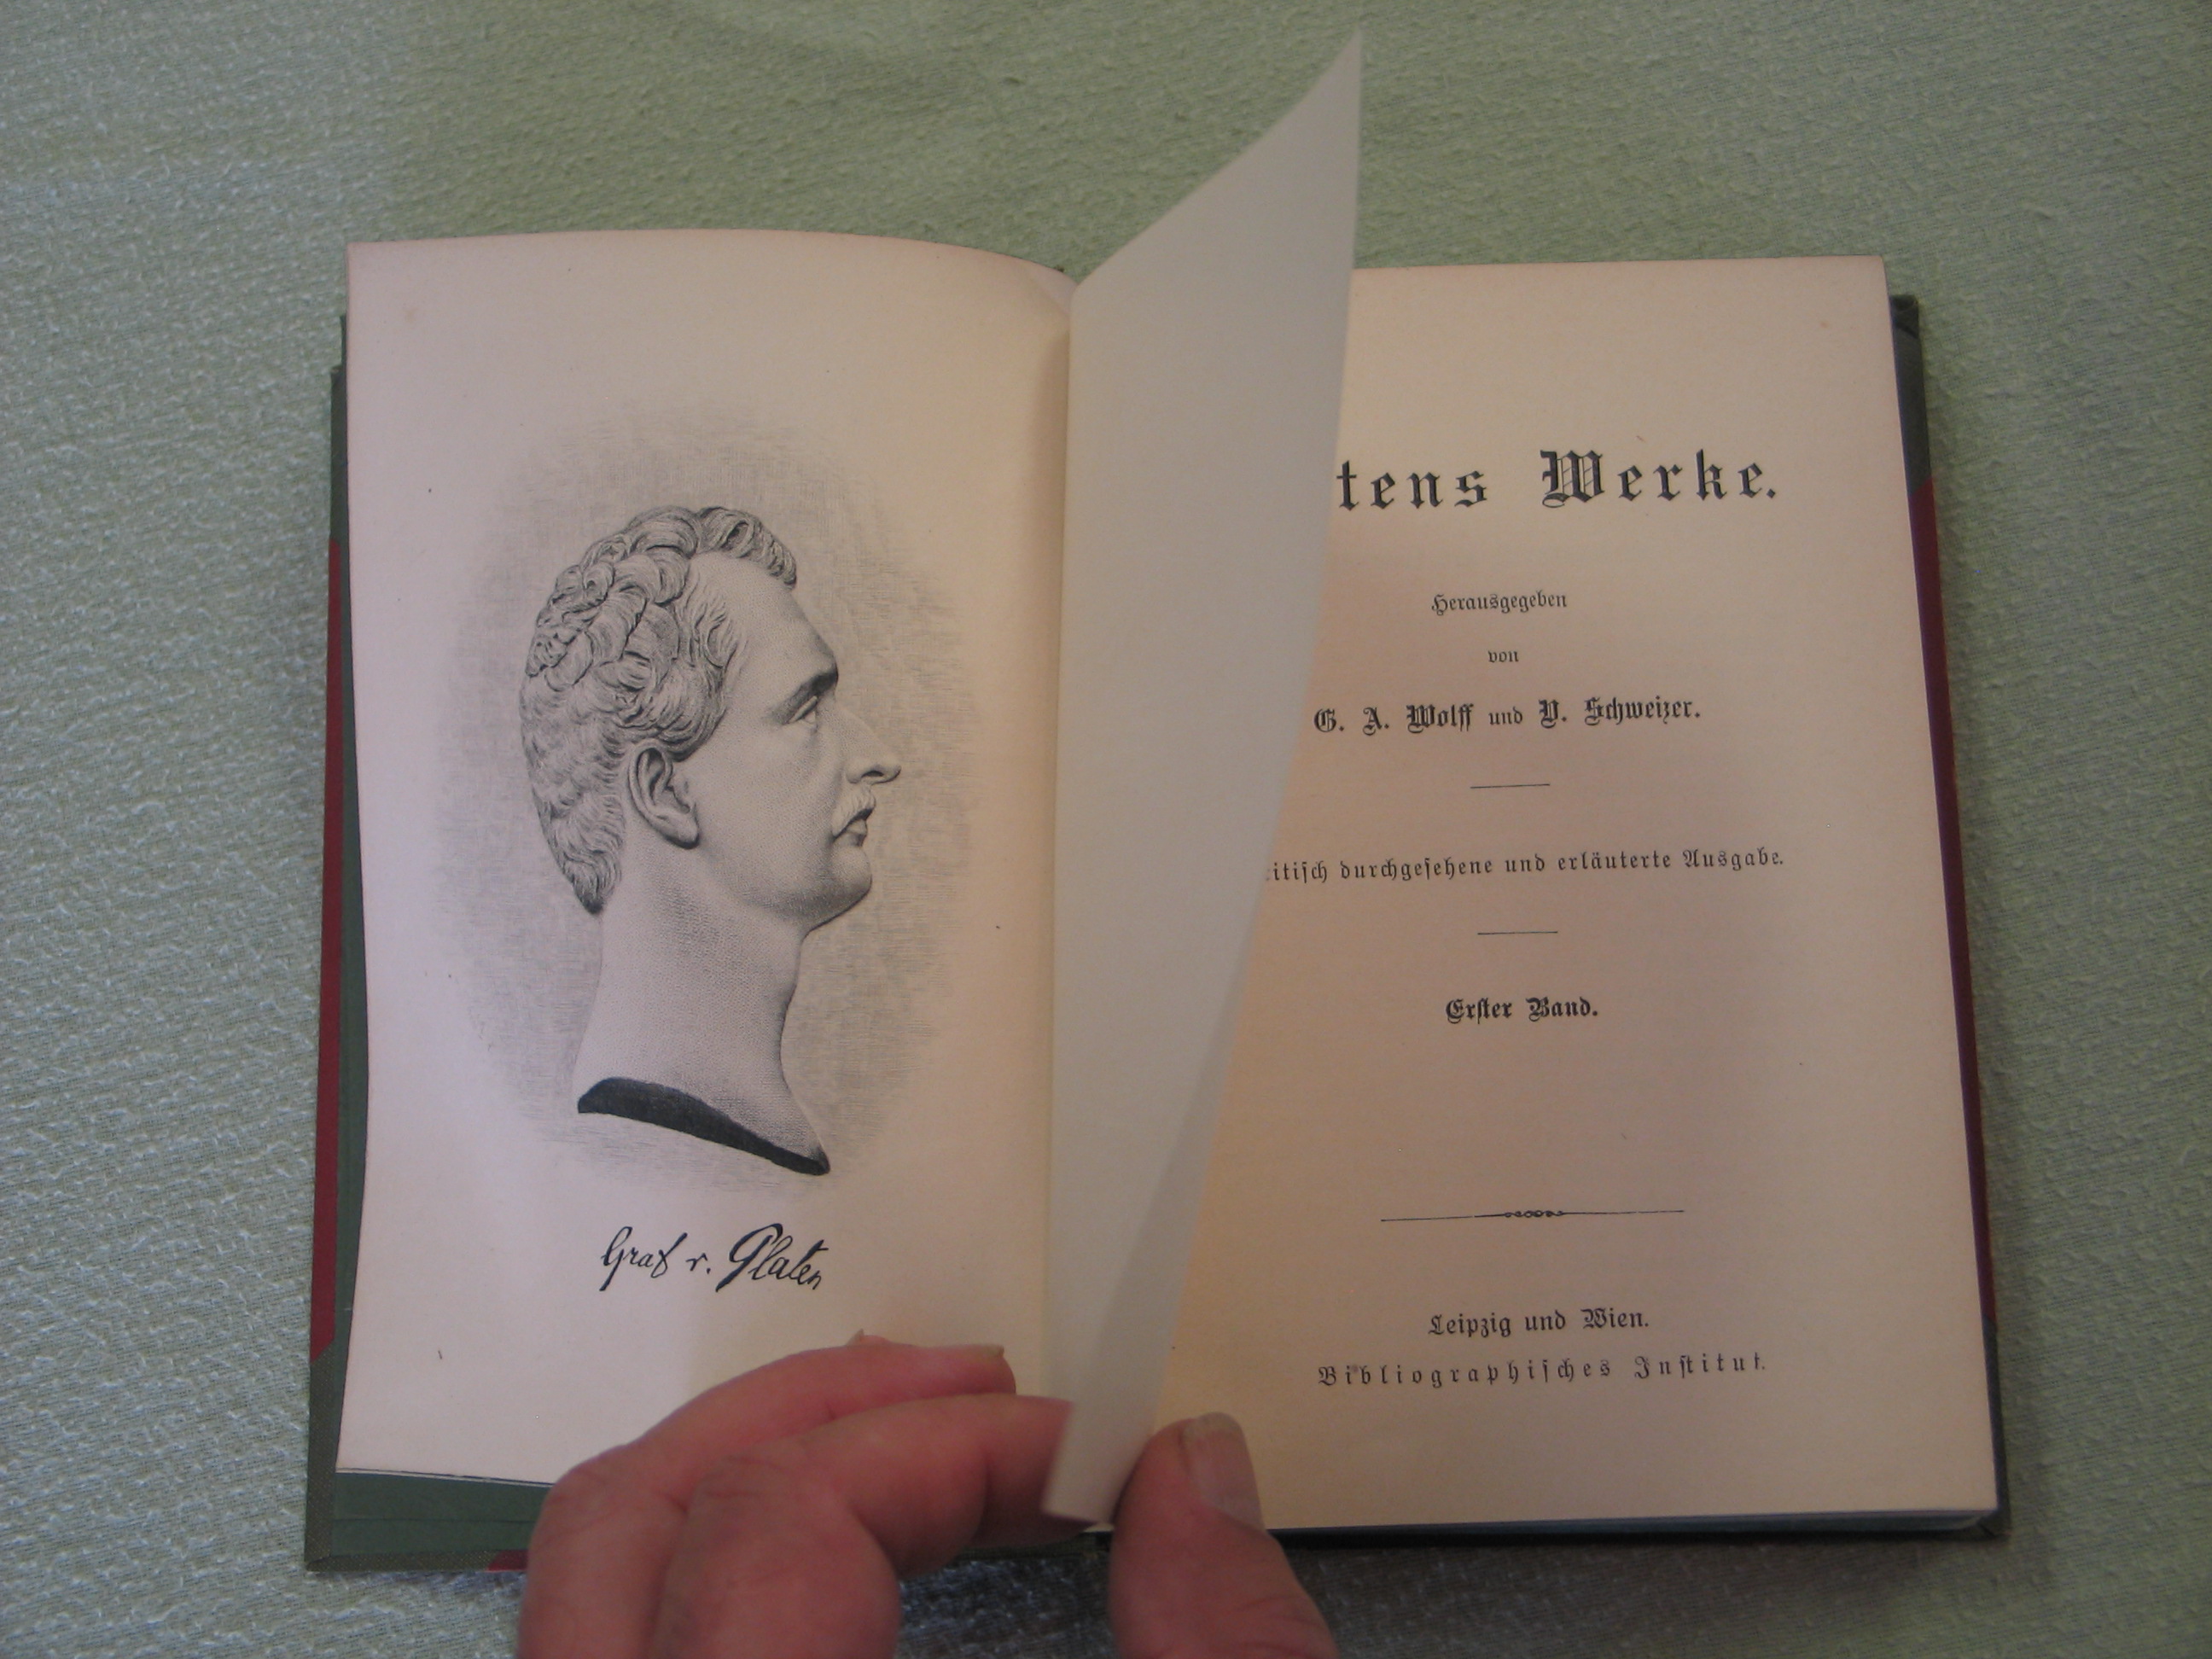 Graf v. Platen
tens Werke.
Herausgegeben
von
G. A. Wolff und V. Schweizer.
itisch durchgesehene und erläuterte Ausgabe.
Erster Band.
Leipzig und Wien.
Bibliographisches Institut.